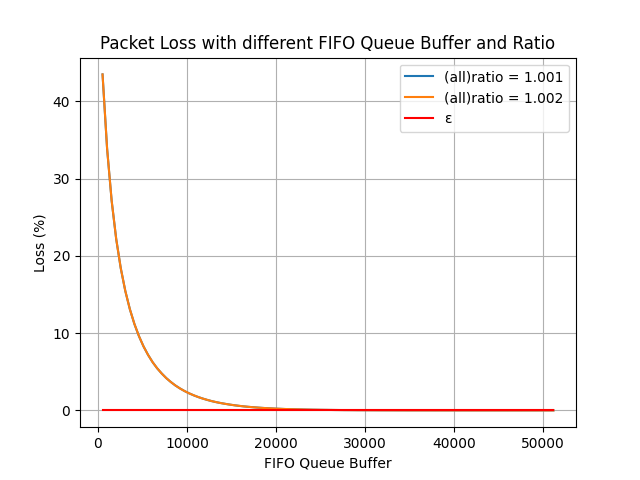 Packet Loss with different FIFO Queue Buffer and Ratio
(all)ratio = 1.001
(all)ratio = 1.002
ε
Loss (%)
40
30
20
10
0
0 10000 20000 30000 40000 50000
FIFO Queue Buffer